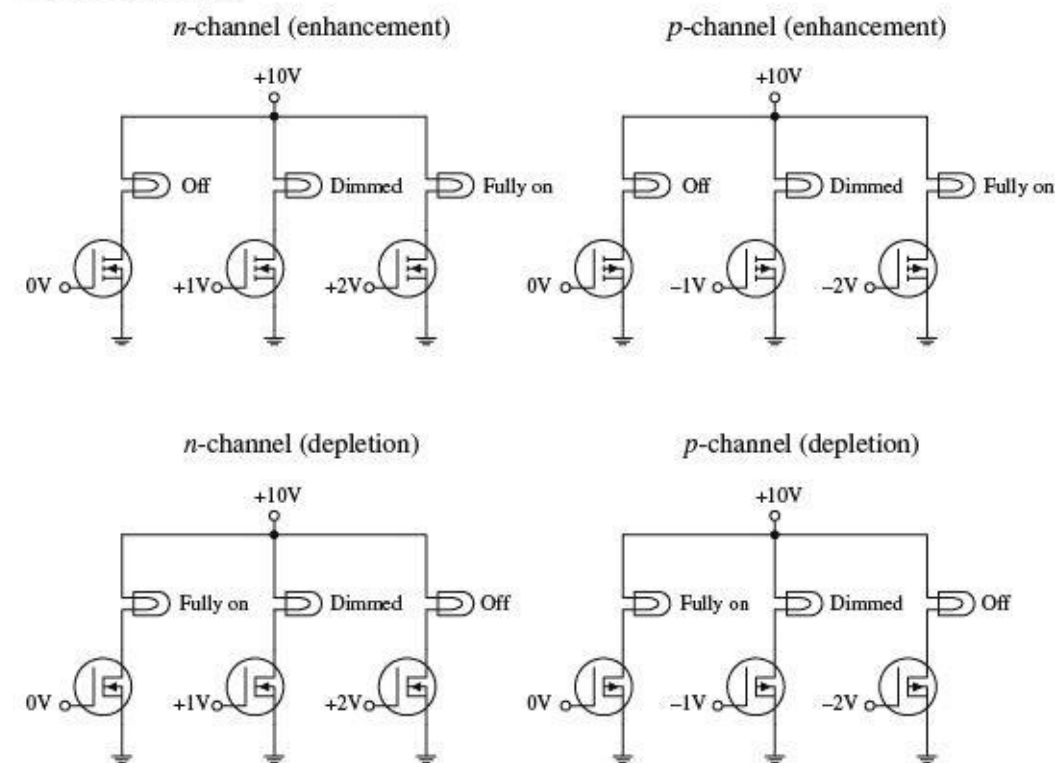 n-channel (enhancement)
+10V
Off
Dimmed
Fully on
0V
+1V
+2V
p-channel (enhancement)
+10V
Off
Dimmed
Fully on
0V
−1V
−2V
n-channel (depletion)
+10V
Fully on
Dimmed
Off
0V
+1V
+2V
p-channel (depletion)
+10V
Fully on
Dimmed
Off
0V
−1V
−2V